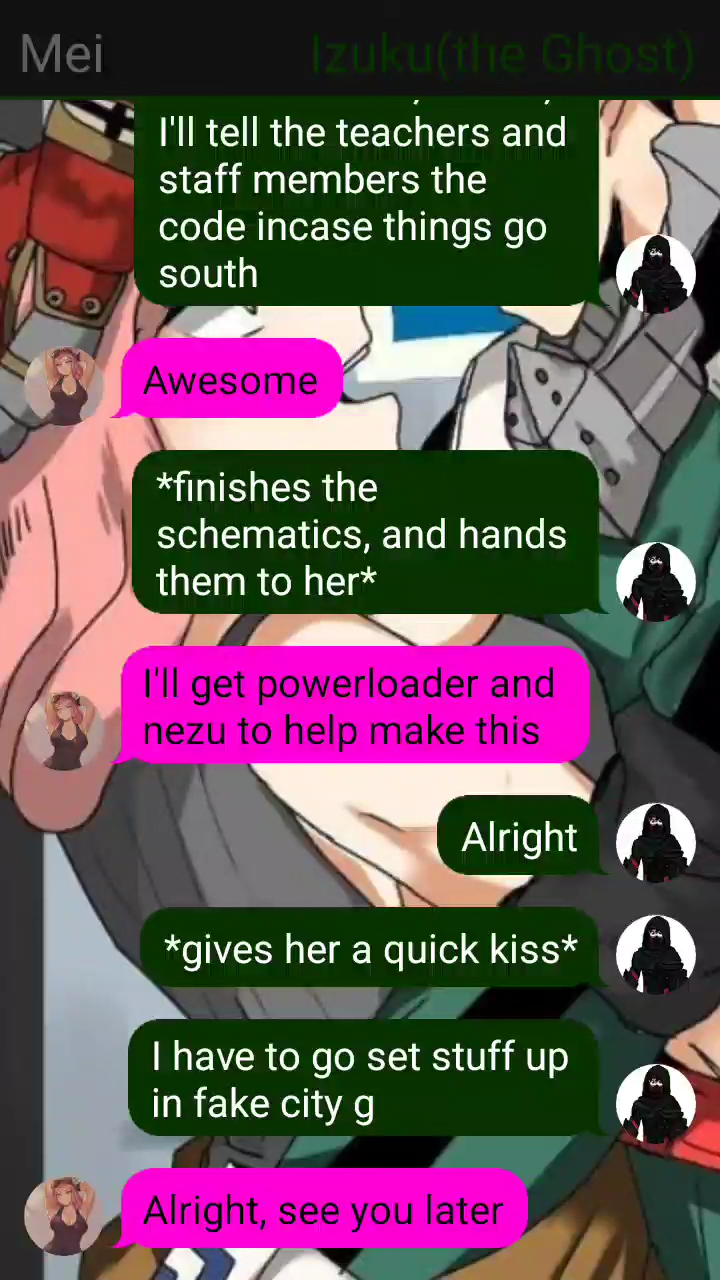 Mei
Izuku(the Ghost)
I'll tell the teachers and
staff members the
code incase things go
south
Awesome
*finishes the
schematics, and hands
them to her*
I'll get powerloader and
nezu to help make this
Alright
*gives her a quick kiss*
I have to go set stuff up
in fake city g
Alright, see you later